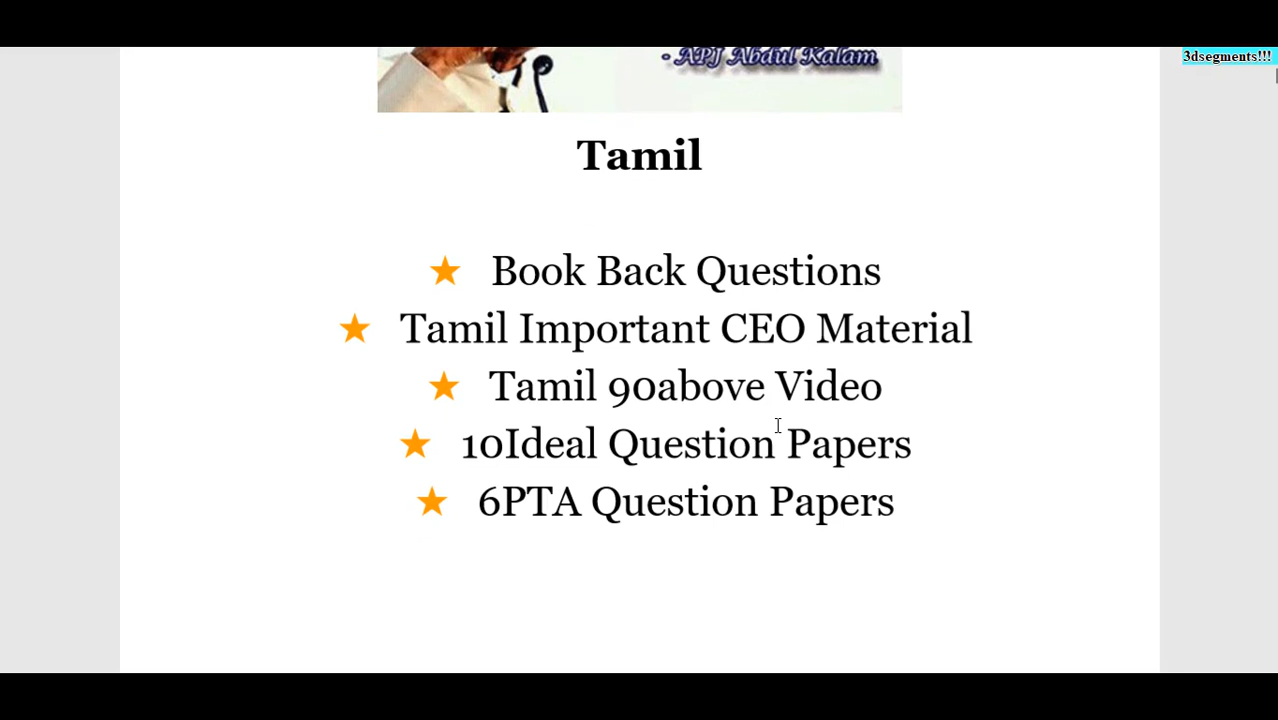 3dsegments!!!
- APJ Abdul Kalam
Tamil
★ Book Back Questions
★ Tamil Important CEO Material
★ Tamil 90above Video
★ 10Ideal Question Papers
★ 6PTA Question Papers